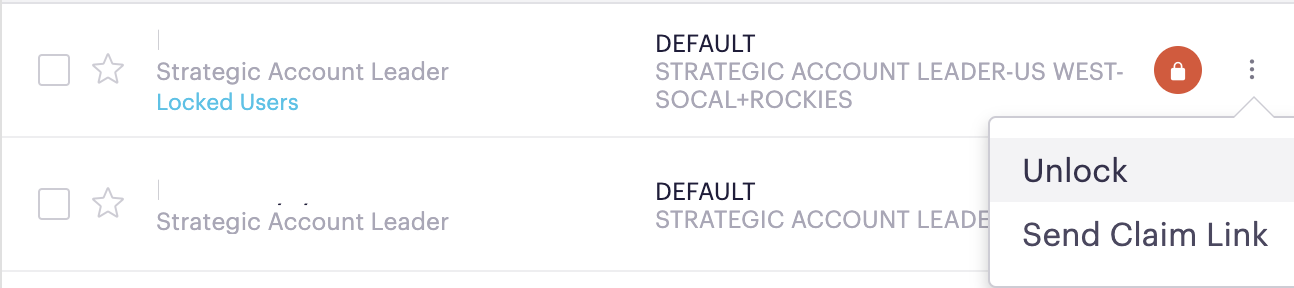 Strategic Account Leader
Locked Users
DEFAULT
STRATEGIC ACCOUNT LEADER-US WEST-
SOCAL+ROCKIES
Unlock
Send Claim Link
Strategic Account Leader
DEFAULT
STRATEGIC ACCOUNT LEADE